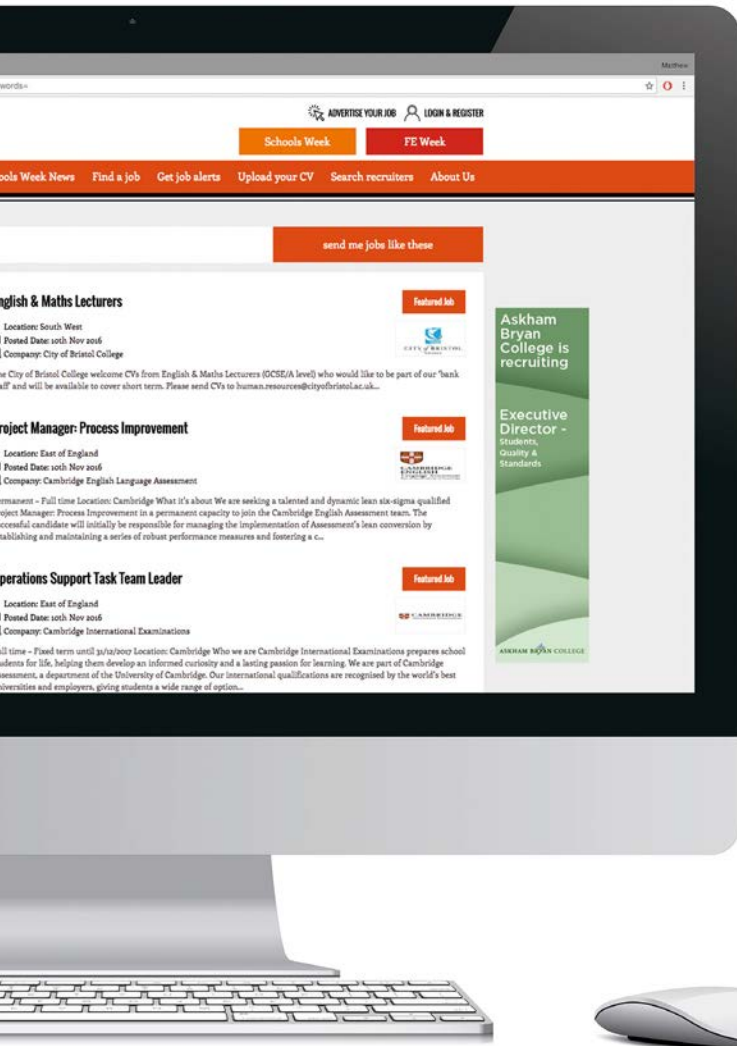 Matthew
words=
ADVERTISE YOUR JOB LOGIN & REGISTER
Schools Week FE Week
ools Week News Find a job Get job alerts Upload your CV Search recruiters About Us
send me jobs like these
nglish & Maths Lecturers
Featured Job
Location: South West
Posted Date: 10th Nov 2016
Company: City of Bristol College
CITY of BRISTOL
he City of Bristol College welcome CVs from English & Maths Lecturers (GCSE/A level) who would like to be part of our 'bank
taff' and will be available to cover short term. Please send CVs to human.resources@cityofbristol.ac.uk...
roject Manager: Process Improvement
Featured Job
Location: East of England
Posted Date: 10th Nov 2016
Company: Cambridge English Language Assessment
CAMBRIDGE ENGLISH
ermanent – Full time Location: Cambridge What it's about We are seeking a talented and dynamic lean six-sigma qualified
roject Manager: Process Improvement in a permanent capacity to join the Cambridge English Assessment team. The
uccessful candidate will initially be responsible for managing the implementation of Assessment's lean conversion by
stablishing and maintaining a series of robust performance measures and fostering a c...
perations Support Task Team Leader
Featured Job
Location: East of England
Posted Date: 10th Nov 2016
Company: Cambridge International Examinations
CAMBRIDGE
ull time – Fixed term until 31/12/2017 Location: Cambridge Who we are Cambridge International Examinations prepares school
tudents for life, helping them develop an informed curiosity and a lasting passion for learning. We are part of Cambridge
ssessment, a department of the University of Cambridge. Our international qualifications are recognised by the world's best
niversities and employers, giving students a wide range of option...
Askham
Bryan
College is
recruiting
Executive
Director -
Students,
Quality &
Standards
ASKHAM BRYAN COLLEGE